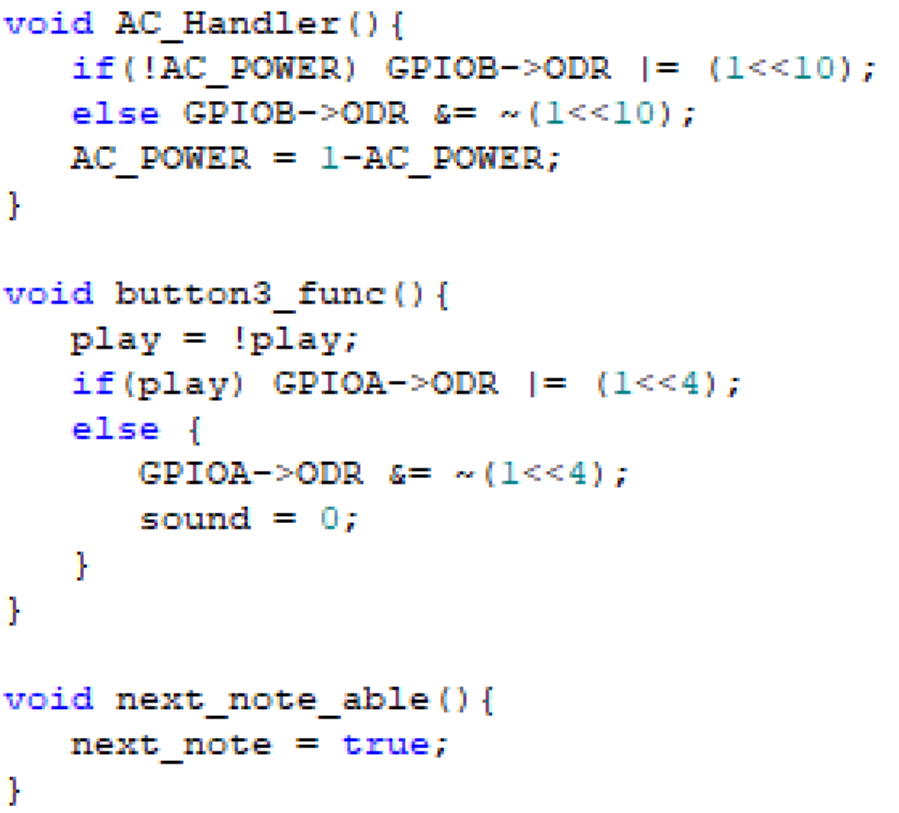 void AC_Handler(){
   if(!AC_POWER) GPIOB->ODR |= (1<<10);
   else GPIOB->ODR &= ~(1<<10);
   AC_POWER = 1-AC_POWER;
}

void button3_func(){
   play = !play;
   if(play) GPIOA->ODR |= (1<<4);
   else {
      GPIOA->ODR &= ~(1<<4);
      sound = 0;
   }
}

void next_note_able(){
   next_note = true;
}